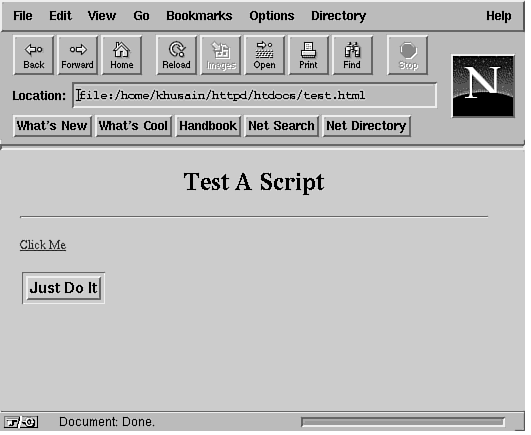 File Edit View Go Bookmarks Options Directory Help
Back Forward Home Reload Images Open Print Find Stop
N
Location: file:/home/khusain/httpd/htdocs/test.html
What's New What's Cool Handbook Net Search Net Directory
Test A Script
Click Me
Just Do It
Document: Done.